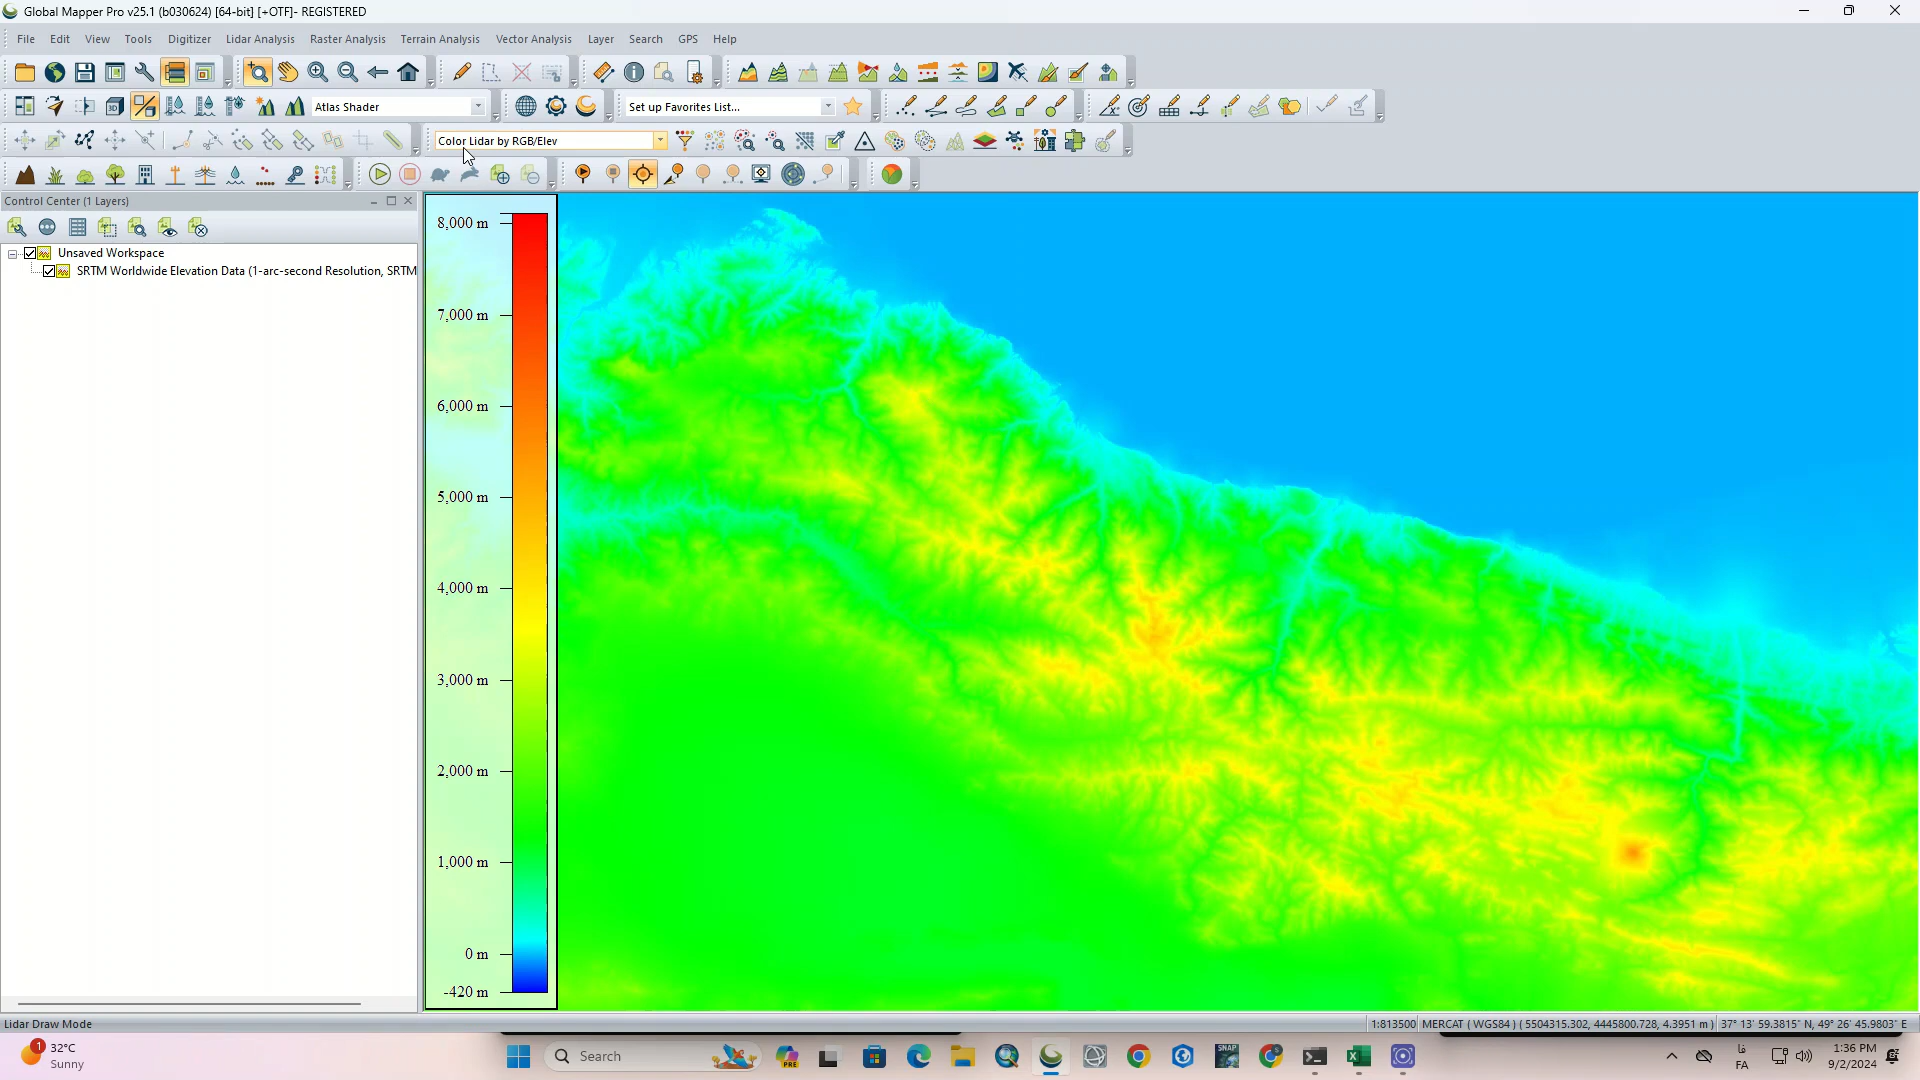 Global Mapper Pro v25.1 (b030624) [64-bit] [+OTF]- REGISTERED
File Edit View Tools Digitizer Lidar Analysis Raster Analysis Terrain Analysis Vector Analysis Layer Search GPS Help
Atlas Shader
Set up Favorites List...
Color Lidar by RGB/Elev
Control Center (1 Layers)
Unsaved Workspace
SRTM Worldwide Elevation Data (1-arc-second Resolution, SRTM
8,000 m
7,000 m
6,000 m
5,000 m
4,000 m
3,000 m
2,000 m
1,000 m
0 m
-420 m
Lidar Draw Mode
1:813500 MERCAT ( WGS84 ) ( 5504315.302, 4445800.728, 4.3951 m ) 37° 13' 59.3815" N, 49° 26' 45.9803" E
1
32°C
Sunny
Search
PRE
SNAP
فا
FA
1:36 PM
9/2/2024